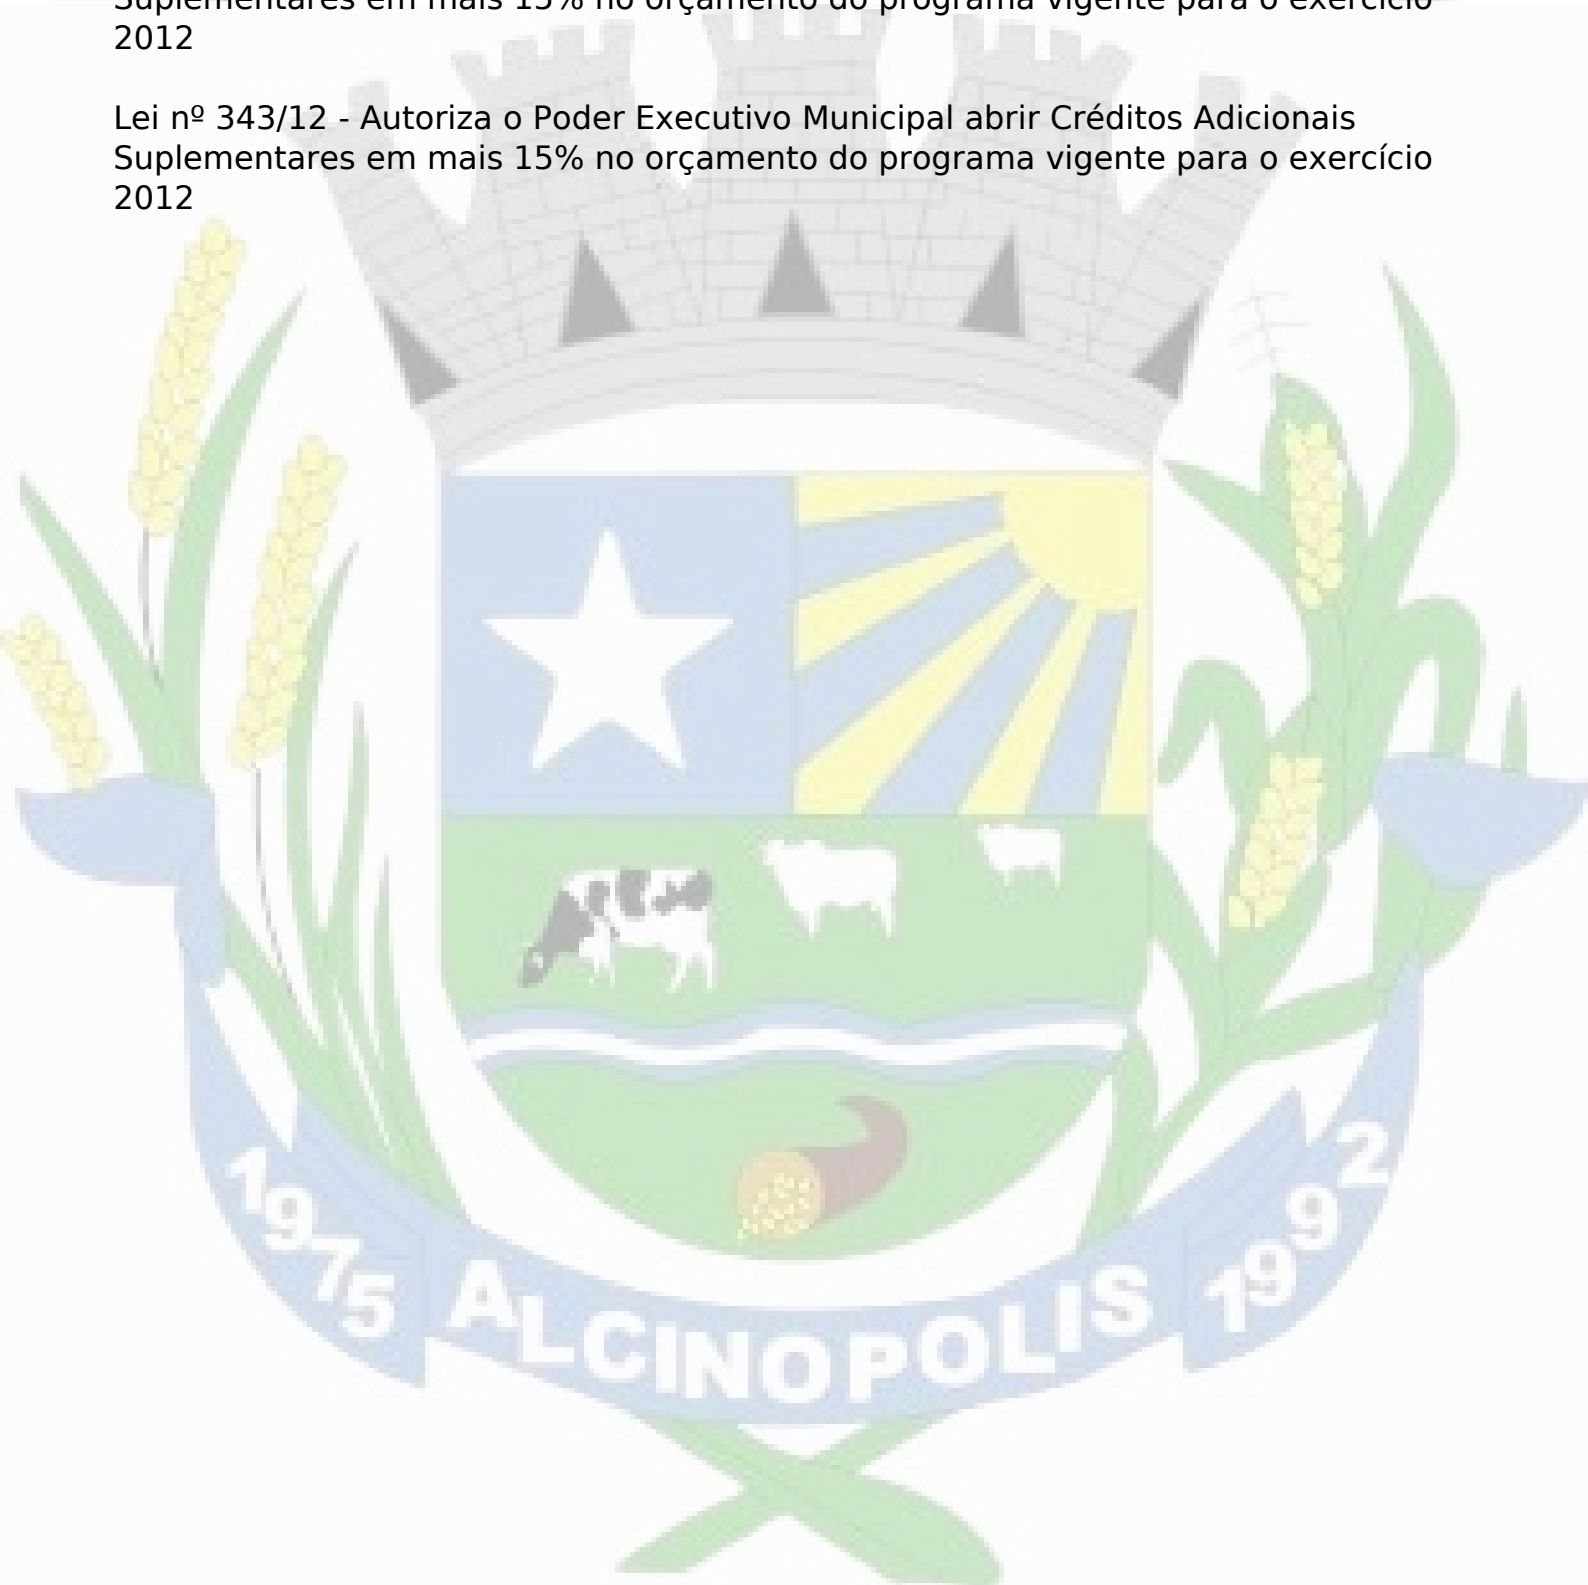 Suplementares em mais 15% no orçamento do programa vigente para o exercício
2012
Lei nº 343/12 - Autoriza o Poder Executivo Municipal abrir Créditos Adicionais
Suplementares em mais 15% no orçamento do programa vigente para o exercício
2012
1975
ALCINOPOLIS
1992